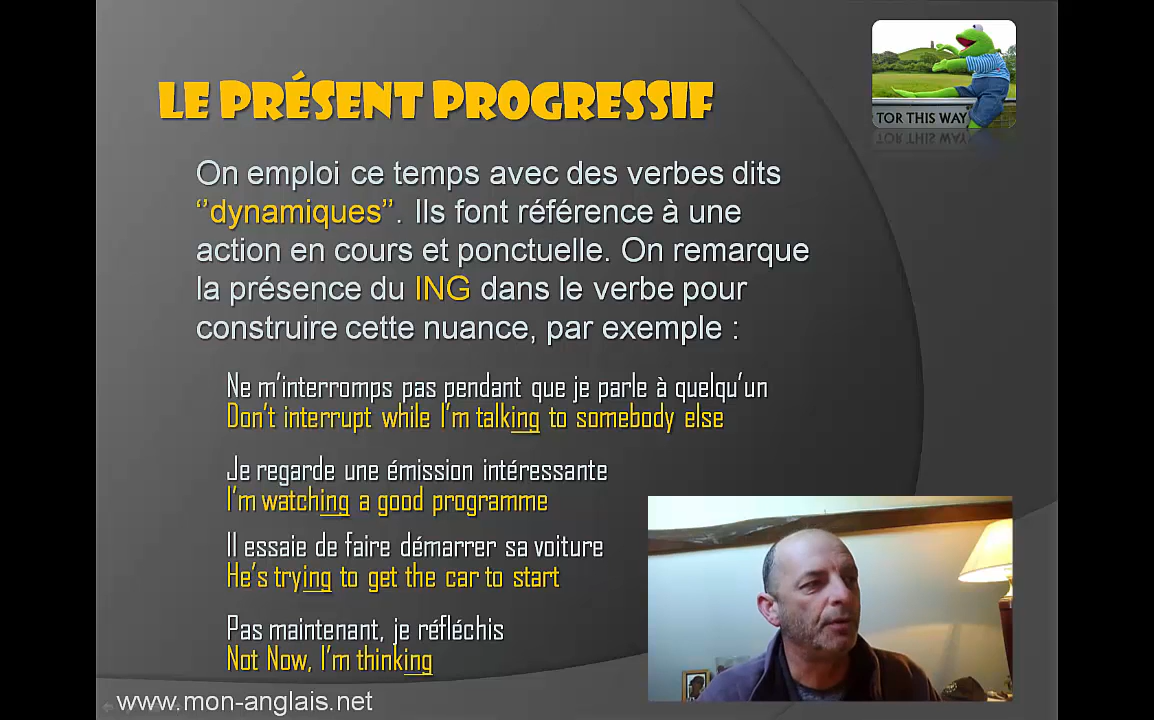 LE PRÉSENT PROGRESSIF
TOR THIS WAY
On emploi ce temps avec des verbes dits
‘’dynamiques’’. Ils font référence à une
action en cours et ponctuelle. On remarque
la présence du ING dans le verbe pour
construire cette nuance, par exemple :
Ne m’interromps pas pendant que je parle à quelqu’un
Don’t interrupt while I’m talking to somebody else
Je regarde une émission intéressante
I’m watching a good programme
Il essaie de faire démarrer sa voiture
He’s trying to get the car to start
Pas maintenant, je réfléchis
Not Now, I’m thinking
www.mon-anglais.net